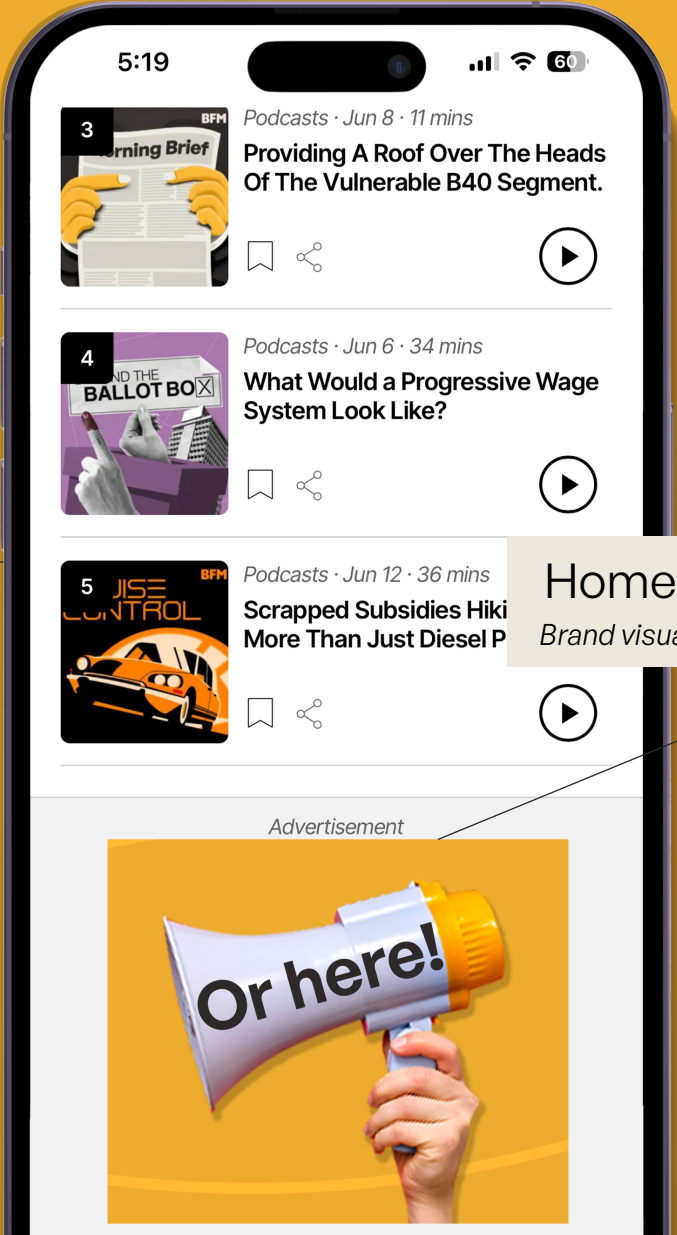 5:19
60
3
BFM
orning Brief
Podcasts · Jun 8 · 11 mins
Providing A Roof Over The Heads
Of The Vulnerable B40 Segment.
4
ND THE
BALLOT BOX
Podcasts · Jun 6 · 34 mins
What Would a Progressive Wage
System Look Like?
5
BFM
UISE
CONTROL
Podcasts · Jun 12 · 36 mins
Scrapped Subsidies Hiki
More Than Just Diesel P
Home
Brand visua
Advertisement
Or here!